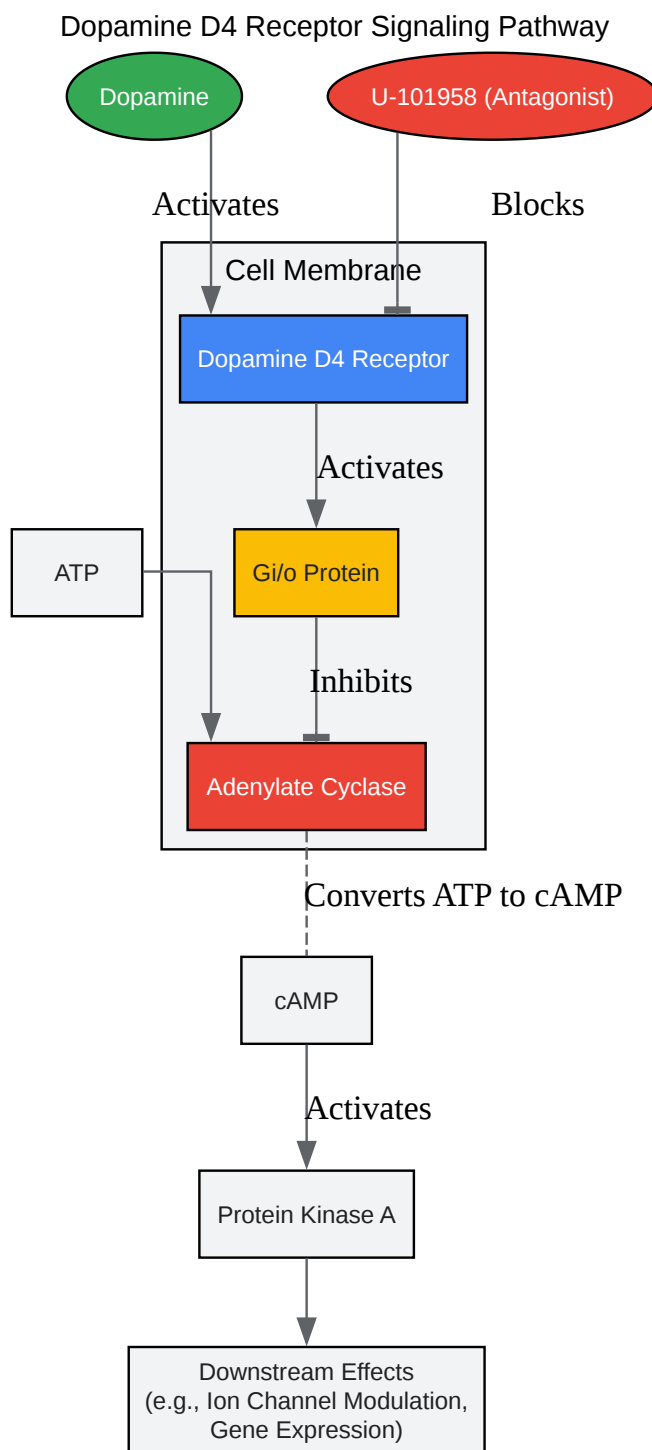 Dopamine D4 Receptor Signaling Pathway
Dopamine
U-101958 (Antagonist)
Activates
Blocks
Cell Membrane
Dopamine D4 Receptor
Activates
ATP
Gi/o Protein
Inhibits
Adenylate Cyclase
Converts ATP to cAMP
cAMP
Activates
Protein Kinase A
Downstream Effects
(e.g., Ion Channel Modulation,
Gene Expression)